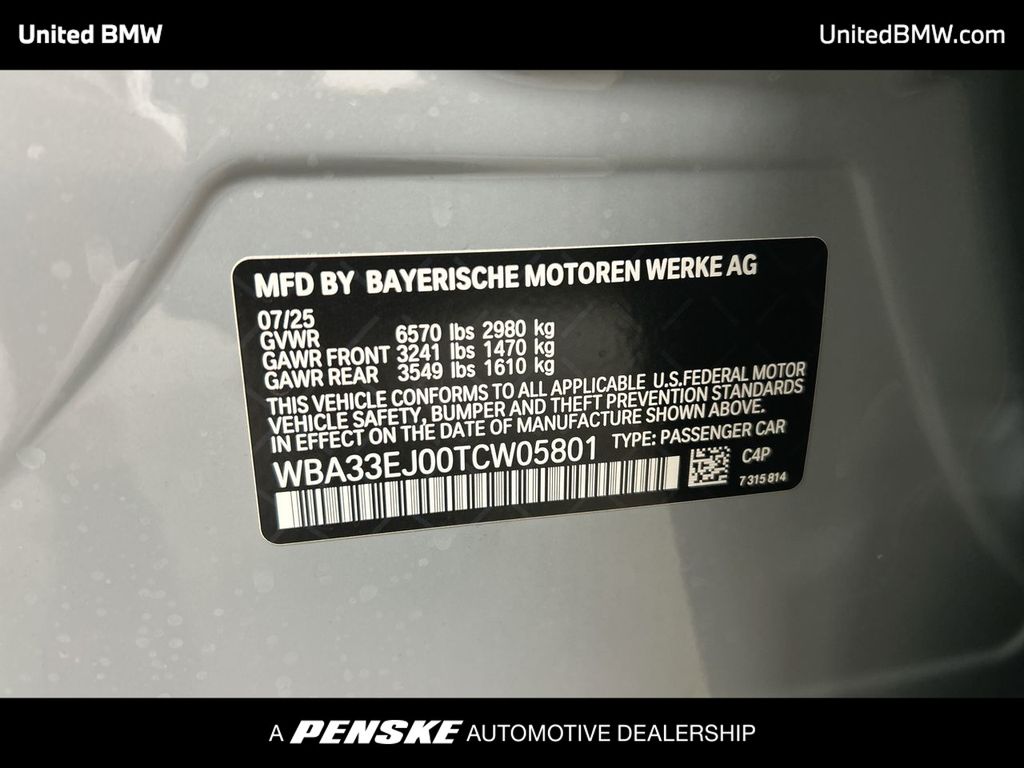 United BMW
UnitedBMW.com
MFD BY BAYERISCHE MOTOREN WERKE AG
07/25
GVWR 6570 lbs 2980 kg
GAWR FRONT 3241 lbs 1470 kg
GAWR REAR 3549 lbs 1610 kg
THIS VEHICLE CONFORMS TO ALL APPLICABLE U.S.FEDERAL MOTOR
VEHICLE SAFETY, BUMPER AND THEFT PREVENTION STANDARDS
IN EFFECT ON THE DATE OF MANUFACTURE SHOWN ABOVE.
WBA33EJ00TCW05801 TYPE: PASSENGER CAR
C4P
7 315 814
A PENSKE AUTOMOTIVE DEALERSHIP